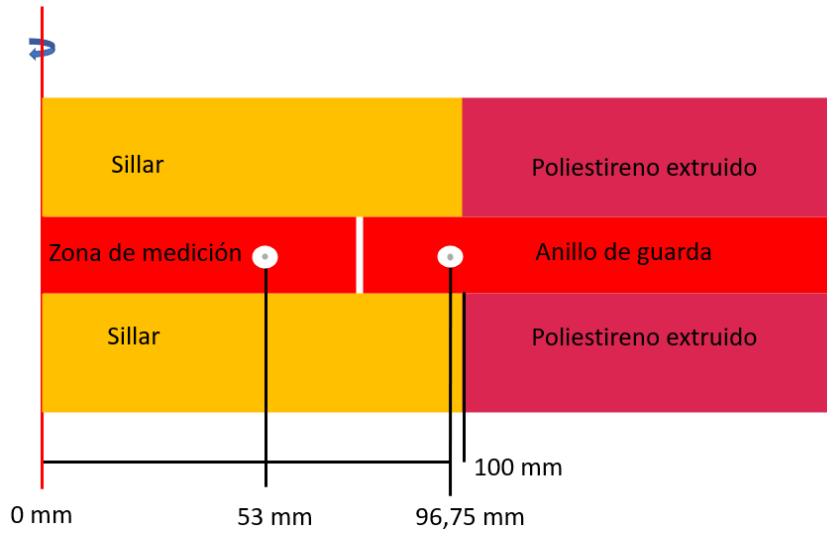 Sillar
Poliestireno extruido
Zona de medición
Anillo de guarda
Sillar
Poliestireno extruido
100 mm
0 mm
53 mm
96,75 mm